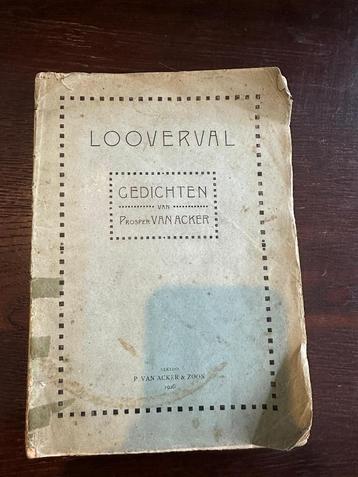 LOOVERVAL
GEDICHTEN
VAN
PROSPER VAN ACKER
P. VAN ACKER & ZOON